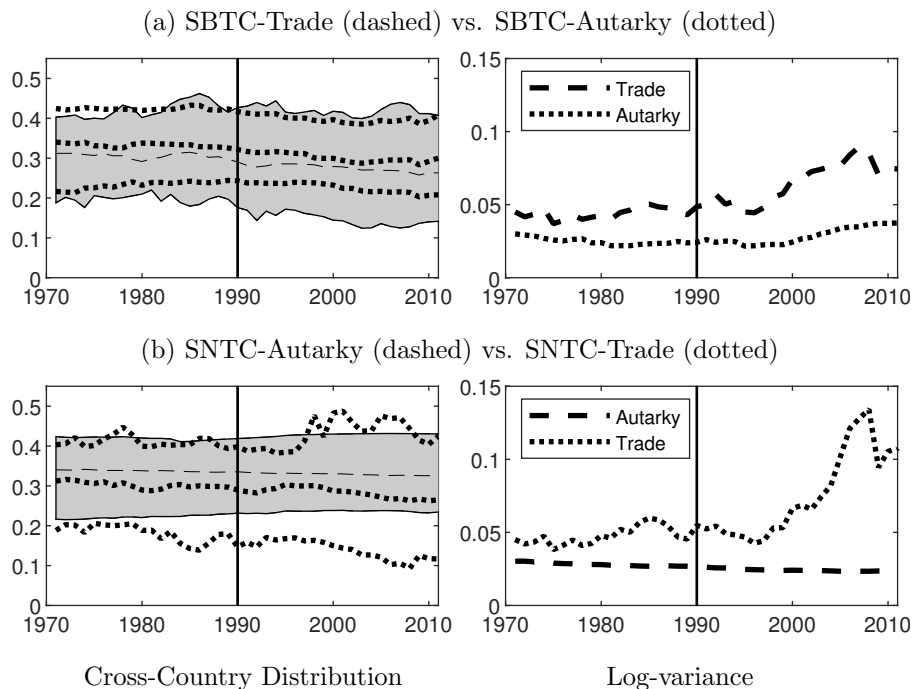 (a) SBTC-Trade (dashed) vs. SBTC-Autarky (dotted)
0.5
0.4
0.3
0.2
0.1
0
1970 1980 1990 2000 2010
0.15
0.1
0.05
0
1970 1980 1990 2000 2010
Trade
Autarky
(b) SNTC-Autarky (dashed) vs. SNTC-Trade (dotted)
0.5
0.4
0.3
0.2
0.1
0
1970 1980 1990 2000 2010
0.15
0.1
0.05
0
1970 1980 1990 2000 2010
Autarky
Trade
Cross-Country Distribution
Log-variance